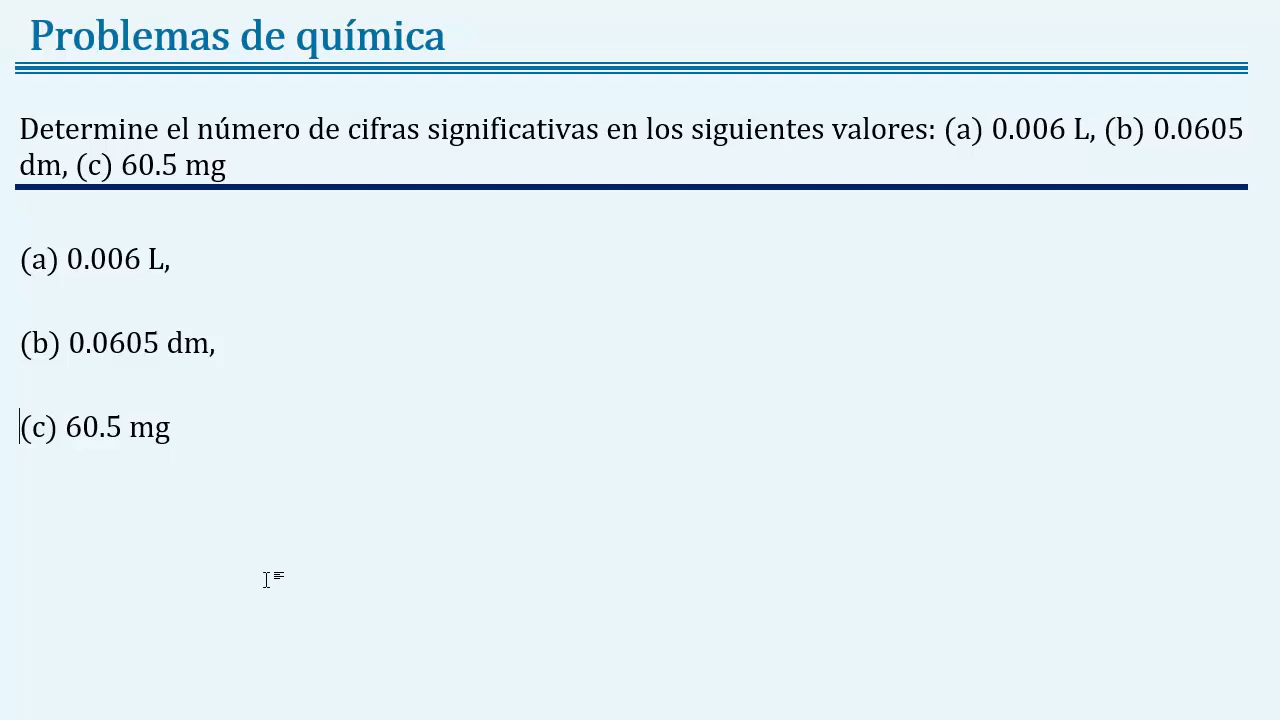 Problemas de química
Determine el número de cifras significativas en los siguientes valores: (a) 0.006 L, (b) 0.0605
dm, (c) 60.5 mg
(a) 0.006 L,
(b) 0.0605 dm,
(c) 60.5 mg